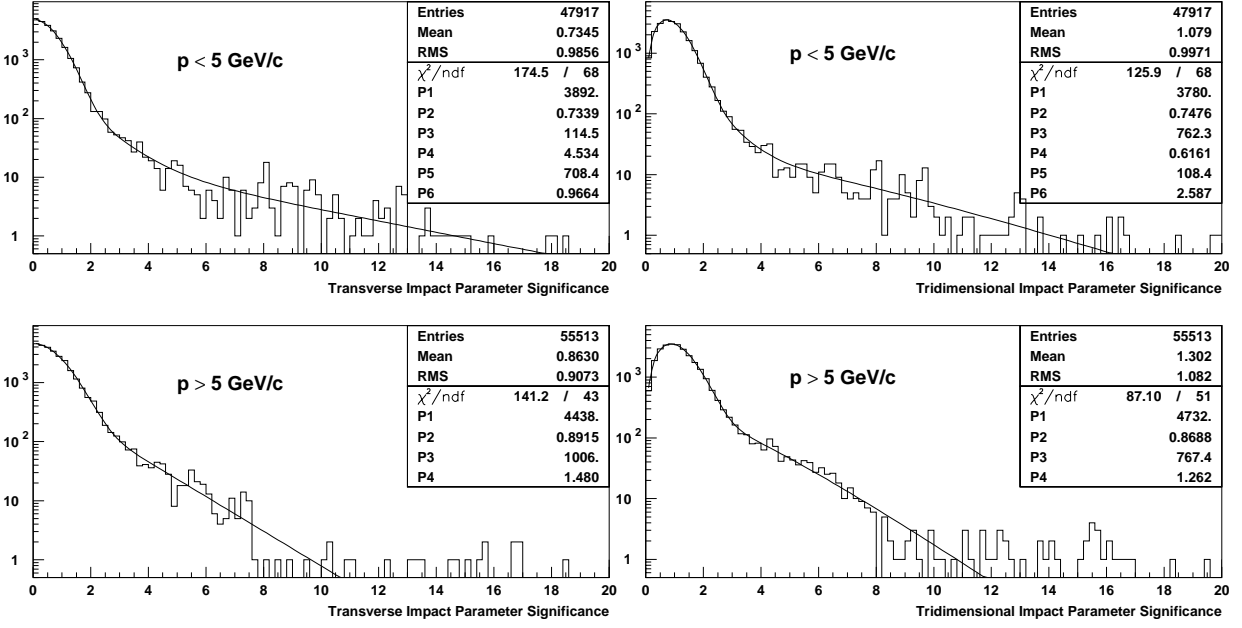 Entries 47917
Mean 0.7345
RMS 0.9856
χ²/ndf 174.5 / 68
P1 3892.
P2 0.7339
P3 114.5
P4 4.534
P5 708.4
P6 0.9664
p < 5 GeV/c
10³
10²
10
1
0 2 4 6 8 10 12 14 16 18 20
Transverse Impact Parameter Significance
Entries 47917
Mean 1.079
RMS 0.9971
χ²/ndf 125.9 / 68
P1 3780.
P2 0.7476
P3 762.3
P4 0.6161
P5 108.4
P6 2.587
p < 5 GeV/c
10³
10²
10
1
0 2 4 6 8 10 12 14 16 18 20
Tridimensional Impact Parameter Significance
Entries 55513
Mean 0.8630
RMS 0.9073
χ²/ndf 141.2 / 43
P1 4438.
P2 0.8915
P3 1006.
P4 1.480
p > 5 GeV/c
10³
10²
10
1
0 2 4 6 8 10 12 14 16 18 20
Transverse Impact Parameter Significance
Entries 55513
Mean 1.302
RMS 1.082
χ²/ndf 87.10 / 51
P1 4732.
P2 0.8688
P3 767.4
P4 1.262
p > 5 GeV/c
10³
10²
10
1
0 2 4 6 8 10 12 14 16 18 20
Tridimensional Impact Parameter Significance